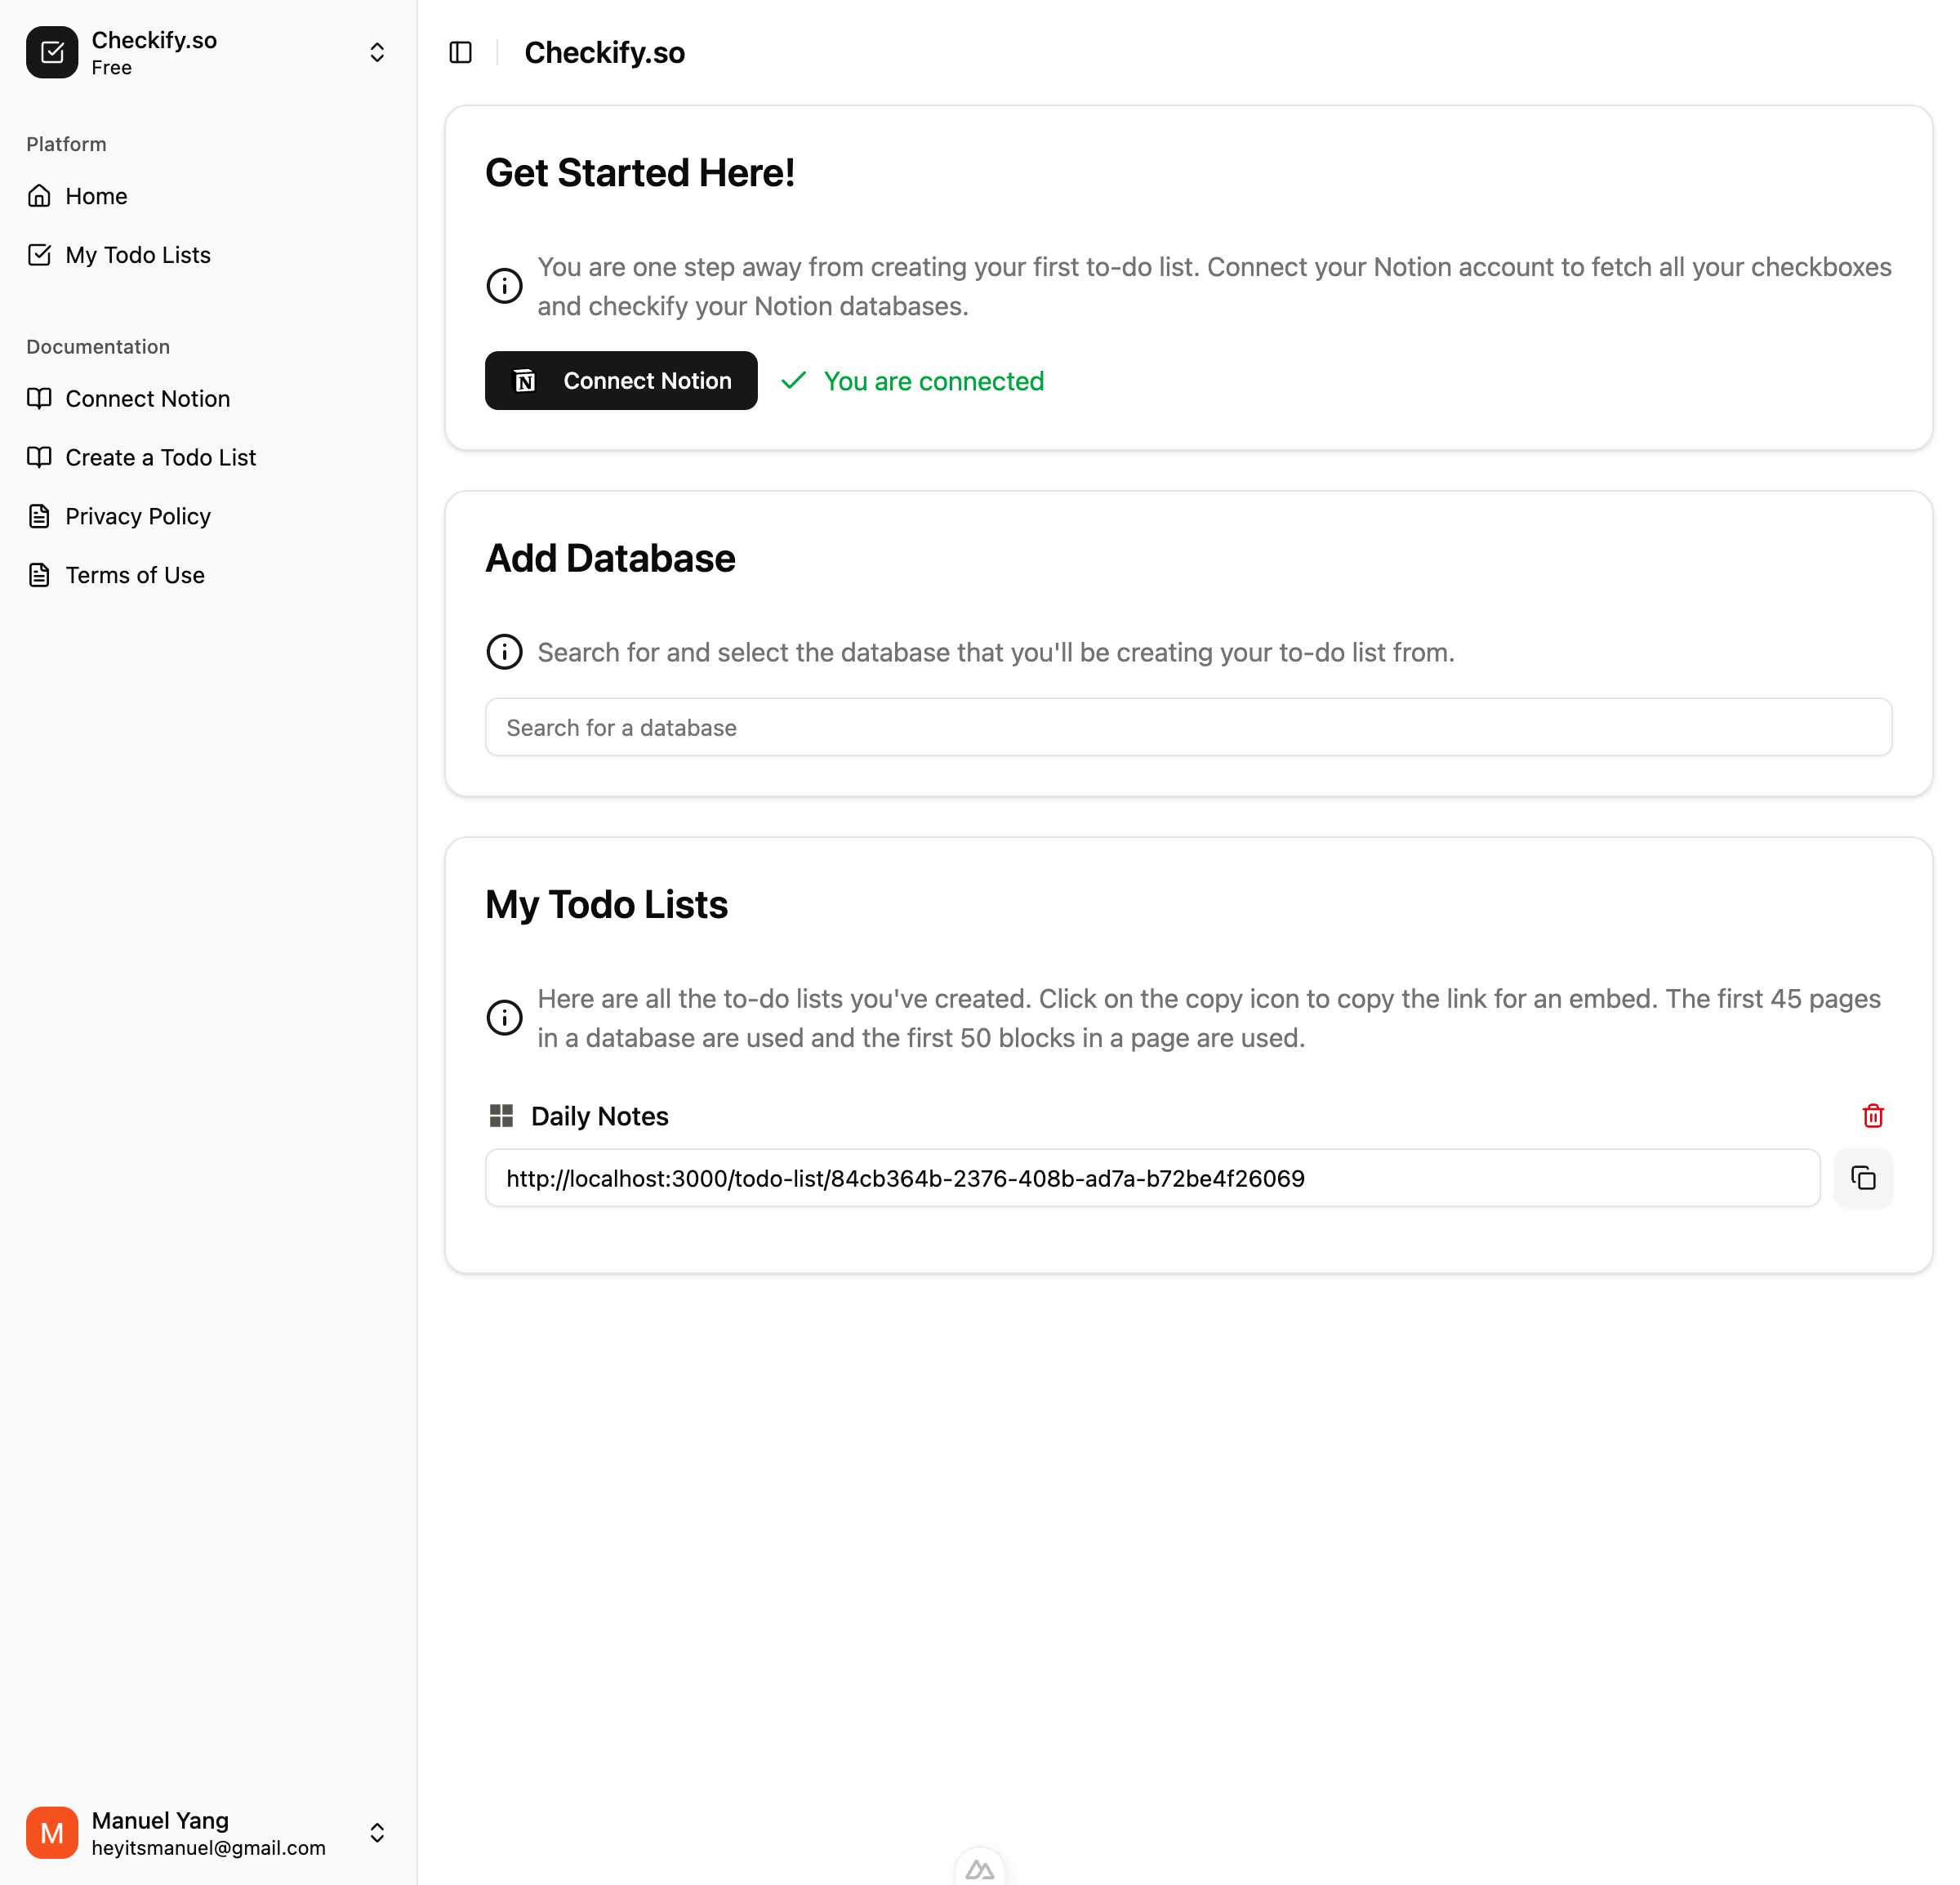 Checkify.so
Free
Platform
Home
My Todo Lists
Documentation
Connect Notion
Create a Todo List
Privacy Policy
Terms of Use
Manuel Yang
heyitsmanuel@gmail.com
M
Checkify.so
Get Started Here!
You are one step away from creating your first to-do list. Connect your Notion account to fetch all your checkboxes
and checkify your Notion databases.
N
Connect Notion
You are connected
Add Database
Search for and select the database that you'll be creating your to-do list from.
Search for a database
My Todo Lists
Here are all the to-do lists you've created. Click on the copy icon to copy the link for an embed. The first 45 pages
in a database are used and the first 50 blocks in a page are used.
Daily Notes
http://localhost:3000/todo-list/84cb364b-2376-408b-ad7a-b72be4f26069